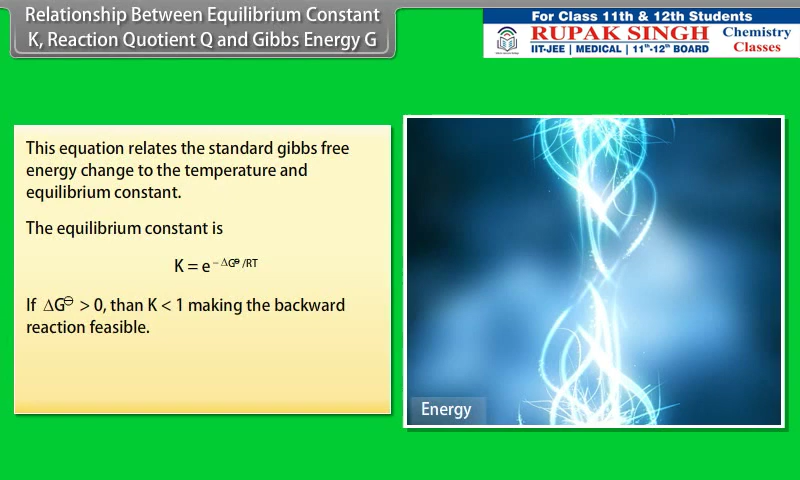 Relationship Between Equilibrium Constant
K, Reaction Quotient Q and Gibbs Energy G
For Class 11th & 12th Students
RUPAK SINGH
Chemistry
Classes
IIT-JEE | MEDICAL | 11th-12th BOARD
This equation relates the standard gibbs free
energy change to the temperature and
equilibrium constant.
The equilibrium constant is
K = e^–ΔG⊖/RT
If ΔG⊖ > 0, than K < 1 making the backward
reaction feasible.
Energy